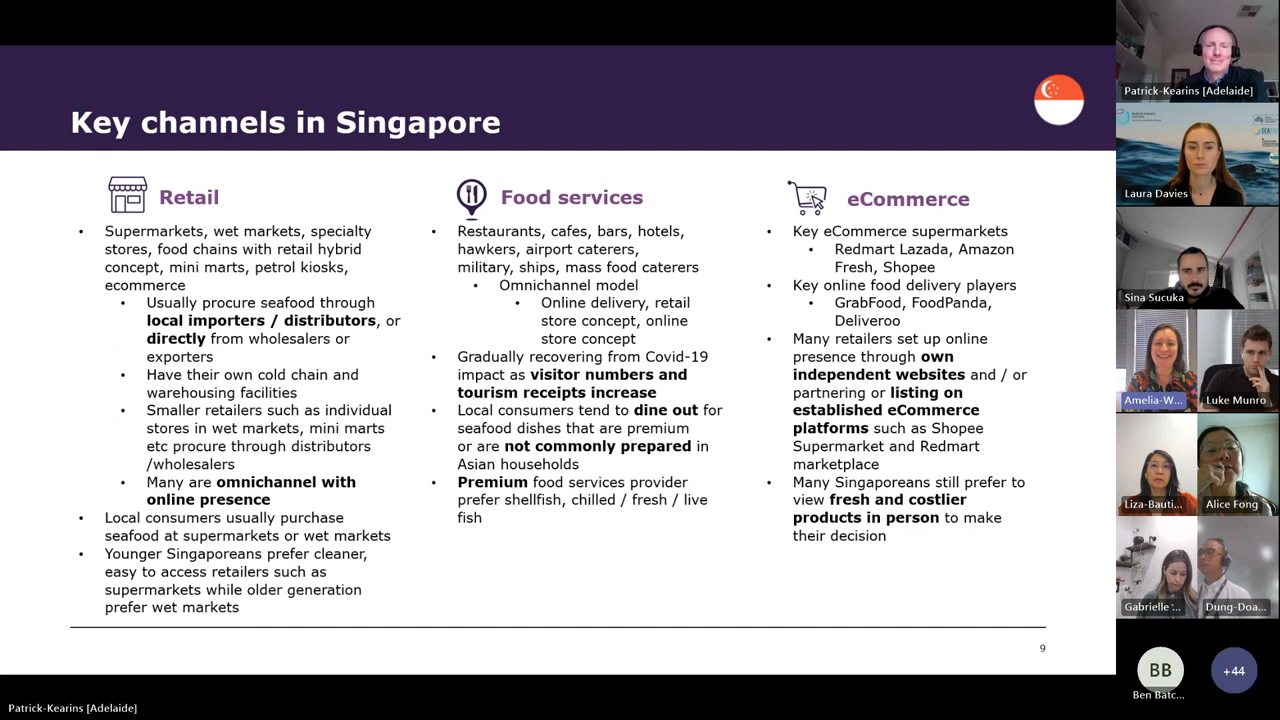 Key channels in Singapore
Retail
Supermarkets, wet markets, specialty
stores, food chains with retail hybrid
concept, mini marts, petrol kiosks,
ecommerce
Usually procure seafood through
local importers / distributors, or
directly from wholesalers or
exporters
Have their own cold chain and
warehousing facilities
Smaller retailers such as individual
stores in wet markets, mini marts
etc procure through distributors
/wholesalers
Many are omnichannel with
online presence
Local consumers usually purchase
seafood at supermarkets or wet markets
Younger Singaporeans prefer cleaner,
easy to access retailers such as
supermarkets while older generation
prefer wet markets
Food services
Restaurants, cafes, bars, hotels,
hawkers, airport caterers,
military, ships, mass food caterers
Omnichannel model
Online delivery, retail
store concept, online
store concept
Gradually recovering from Covid-19
impact as visitor numbers and
tourism receipts increase
Local consumers tend to dine out for
seafood dishes that are premium
or are not commonly prepared in
Asian households
Premium food services provider
prefer shellfish, chilled / fresh / live
fish
eCommerce
Key eCommerce supermarkets
Redmart Lazada, Amazon
Fresh, Shopee
Key online food delivery players
GrabFood, FoodPanda,
Deliveroo
Many retailers set up online
presence through own
independent websites and / or
partnering or listing on
established eCommerce
platforms such as Shopee
Supermarket and Redmart
marketplace
Many Singaporeans still prefer to
view fresh and costlier
products in person to make
their decision
9
Patrick-Kearins [Adelaide]
Laura Davies
Sina Sucuka
Amelia-W...
Luke Munro
Liza-Bauti...
Alice Fong
Gabrielle ...
Dung-Doa...
BB
+44
Ben Batc...
Patrick-Kearins [Adelaide]